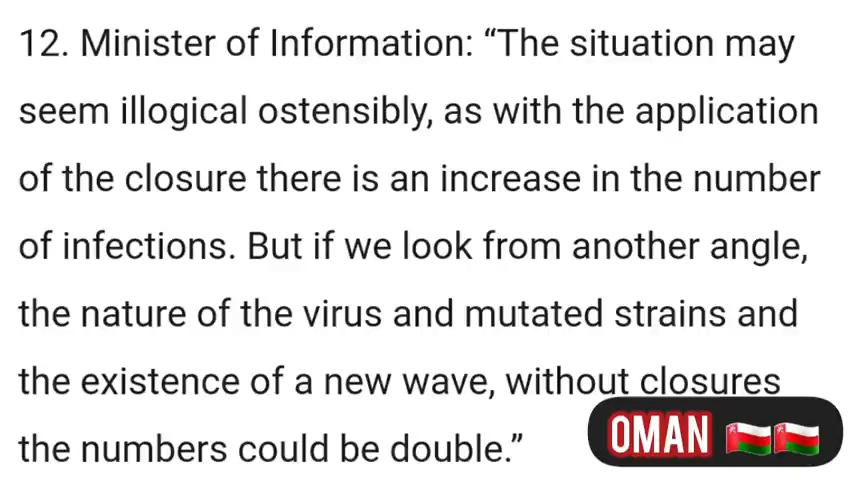 12. Minister of Information: “The situation may
seem illogical ostensibly, as with the application
of the closure there is an increase in the number
of infections. But if we look from another angle,
the nature of the virus and mutated strains and
the existence of a new wave, without closures
the numbers could be double.”
OMAN